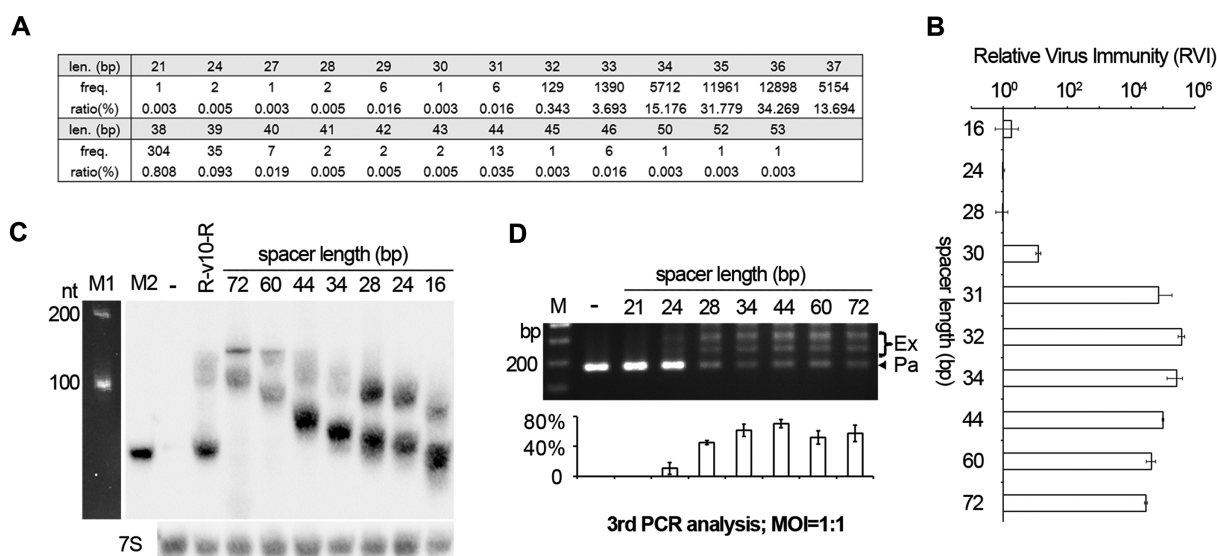 A
len. (bp) 21 24 27 28 29 30 31 32 33 34 35 36 37
freq. 1 2 1 2 6 1 6 129 1390 5712 11961 12898 5154
ratio(%) 0.003 0.005 0.003 0.005 0.016 0.003 0.016 0.343 3.693 15.176 31.779 34.269 13.694
len. (bp) 38 39 40 41 42 43 44 45 46 50 52 53
freq. 304 35 7 2 2 2 13 1 6 1 1 1
ratio(%) 0.808 0.093 0.019 0.005 0.005 0.005 0.035 0.003 0.016 0.003 0.003 0.003
B
Relative Virus Immunity (RVI)
10⁰ 10² 10⁴ 10⁶
16
24
28
30
31
32
34
44
60
72
spacer length (bp)
C
R-v10-R
spacer length (bp)
nt M1 M2 - 72 60 44 34 28 24 16
200
100
7S
D
spacer length (bp)
M - 21 24 28 34 44 60 72
bp
200
Ex
Pa
80%
40%
0
3rd PCR analysis; MOI=1:1